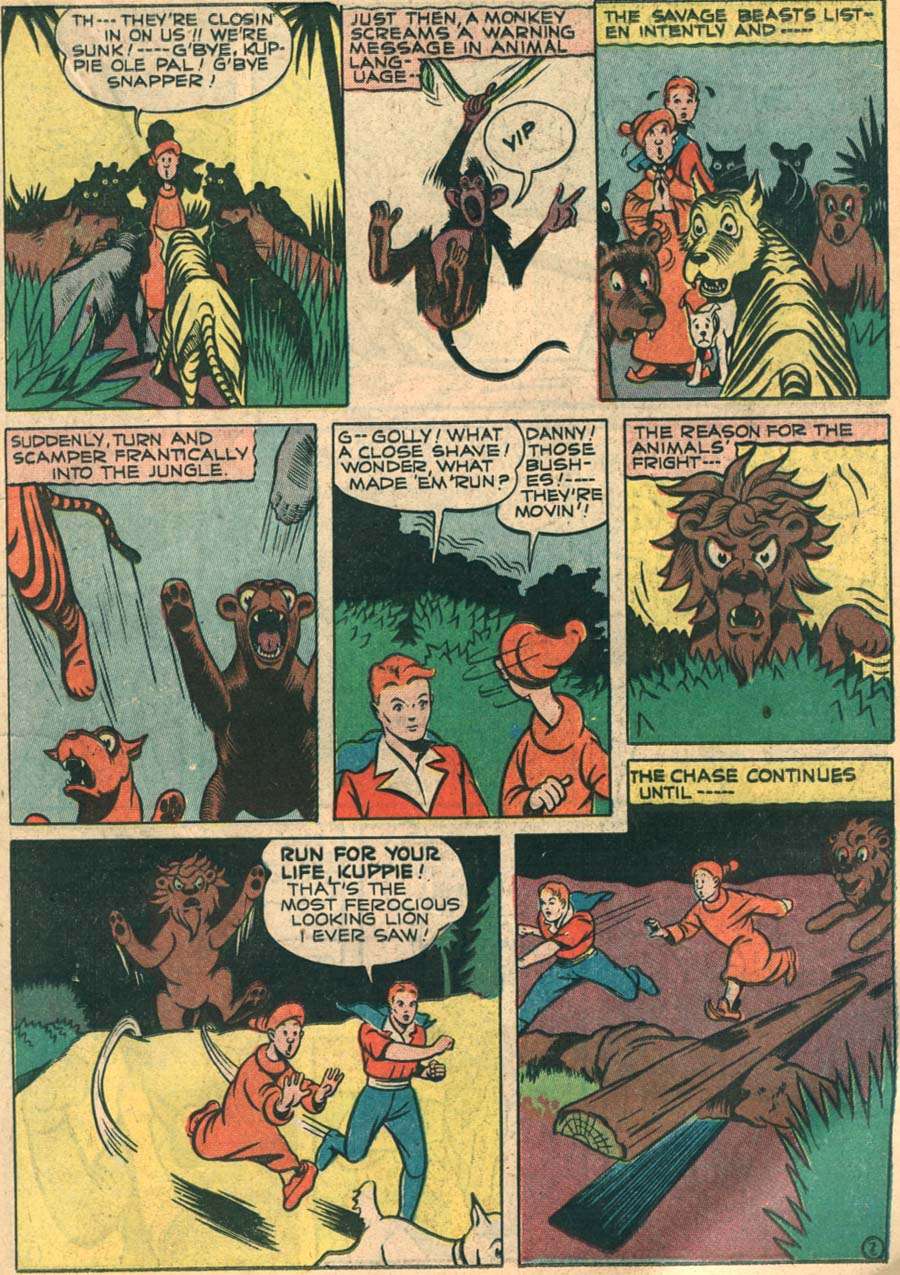 TH---THEY'RE CLOSIN'
IN ON US!! WE'RE
SUNK!----G'BYE, KUP-
PIE OLE PAL! G'BYE
SNAPPER!
JUST THEN, A MONKEY
SCREAMS A WARNING
MESSAGE IN ANIMAL
LANG-
UAGE--
YIP
THE SAVAGE BEASTS LIST-
EN INTENTLY AND-----
SUDDENLY, TURN AND
SCAMPER FRANTICALLY
INTO THE JUNGLE.
G--GOLLY! WHAT
A CLOSE SHAVE!
WONDER, WHAT
MADE 'EM'RUN?
DANNY!
THOSE
BUSH-
ES!----
THEY'RE
MOVIN'!
THE REASON FOR THE
ANIMALS'
FRIGHT---
RUN FOR YOUR
LIFE, KUPPIE!
THAT'S THE
MOST FEROCIOUS
LOOKING LION
I EVER SAW!
THE CHASE CONTINUES
UNTIL-----
2